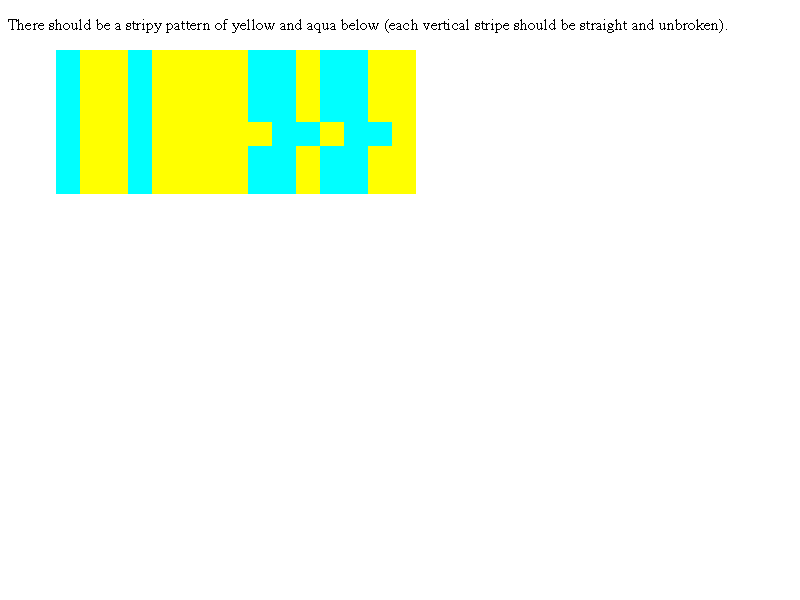 There should be a stripy pattern of yellow and aqua below (each vertical stripe should be straight and unbroken).